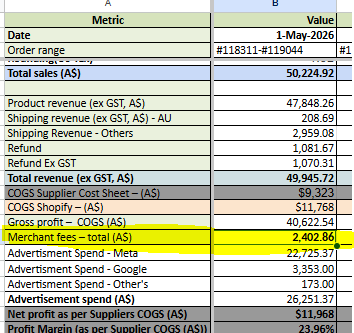 A B
Metric Value
Date 1-May-2026
Order range #118311-#119044 #1
Total sales (A$) 50,224.92
Product revenue (ex GST, A$) 47,848.26
Shipping revenue (ex GST, A$) - AU 208.69
Shipping Revenue - Others 2,959.08
Refund 1,081.67
Refund Ex GST 1,070.31
Total revenue (ex GST, A$) 49,945.72
COGS Supplier Cost Sheet – (A$) $9,323
COGS Shopify – (A$) $11,768
Gross profit – COGS (A$) 40,622.54
Merchant fees – total (A$) 2,402.86
Advertisment Spend - Meta 22,725.37
Advertisment Spend - Google 3,353.00
Advertisment Spend - Other's 173.00
Advertisement spend (A$) 26,251.37
Net profit as per Suppliers COGS (A$) $11,968
Profit Margin (as per Supplier COGS (A$)) 23.96%